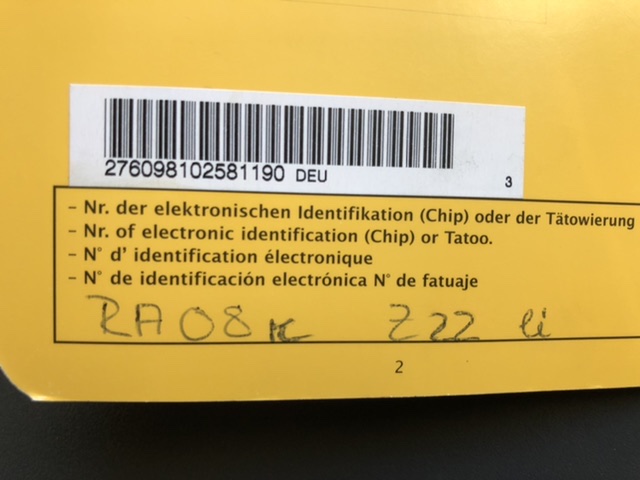 276098102581190 DEU 3
- Nr. der elektronischen Identifikation (Chip) oder der Tätowierung
- Nr. of electronic identification (Chip) or Tatoo.
- N° d' identification électronique
- N° de identificación electrónica N° de fatuaje
RA08 Z22 li
2